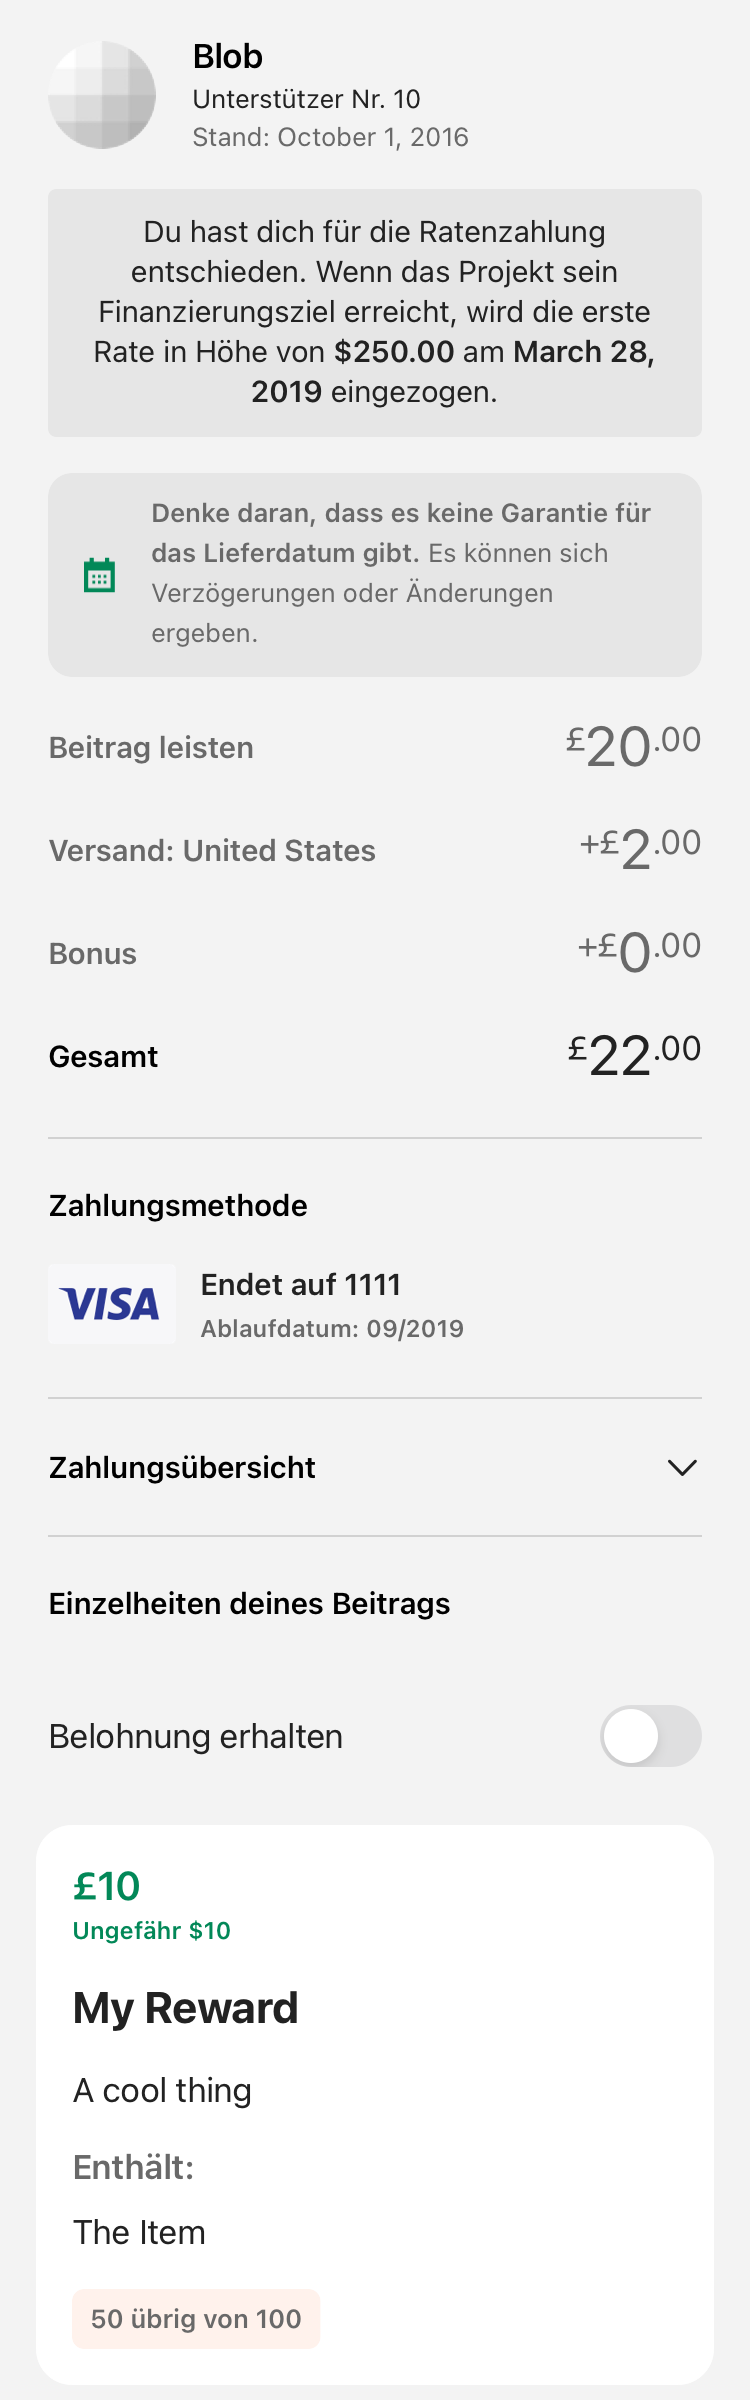 Blob
Unterstützer Nr. 10
Stand: October 1, 2016
Du hast dich für die Ratenzahlung
entschieden. Wenn das Projekt sein
Finanzierungsziel erreicht, wird die erste
Rate in Höhe von $250.00 am March 28,
2019 eingezogen.
Denke daran, dass es keine Garantie für
das Lieferdatum gibt. Es können sich
Verzögerungen oder Änderungen
ergeben.
Beitrag leisten £20.00
Versand: United States +£2.00
Bonus +£0.00
Gesamt £22.00
Zahlungsmethode
VISA
Endet auf 1111
Ablaufdatum: 09/2019
Zahlungsübersicht
Einzelheiten deines Beitrags
Belohnung erhalten
£10
Ungefähr $10
My Reward
A cool thing
Enthält:
The Item
50 übrig von 100